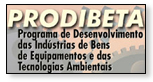 PRODIBETA
Programa de Desenvolvimento
das Indústrias de Bens
de Equipamentos e das
Tecnologias Ambientais